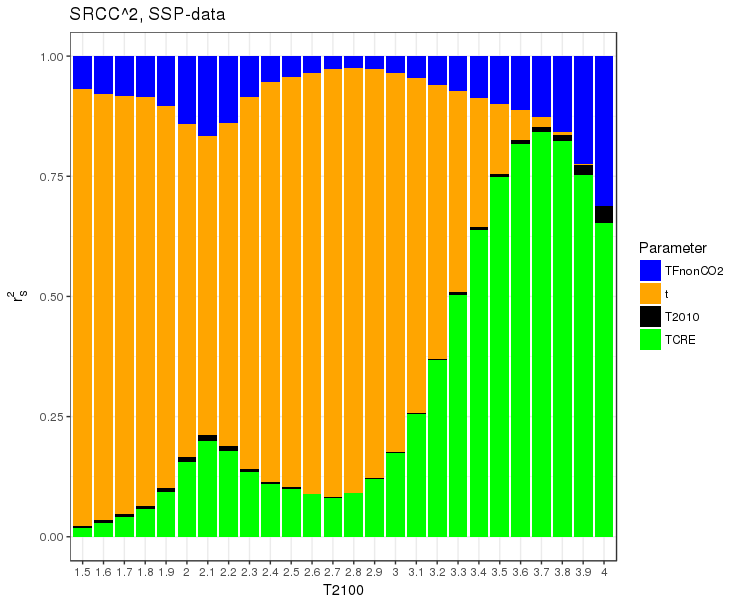 SRCC^2, SSP-data
1.00
0.75
0.50
0.25
0.00
r²s
1.5 1.6 1.7 1.8 1.9 2 2.1 2.2 2.3 2.4 2.5 2.6 2.7 2.8 2.9 3 3.1 3.2 3.3 3.4 3.5 3.6 3.7 3.8 3.9 4
T2100
Parameter
TFnonCO2
t
T2010
TCRE